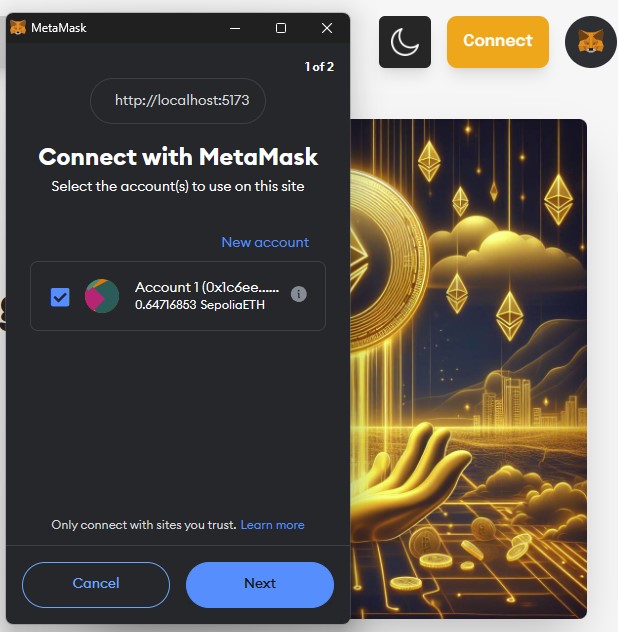 MetaMask
1 of 2
http://localhost:5173
Connect with MetaMask
Select the account(s) to use on this site
New account
Account 1 (0x1c6ee......
0.64716853 SepoliaETH
Only connect with sites you trust. Learn more
Cancel
Next
Connect